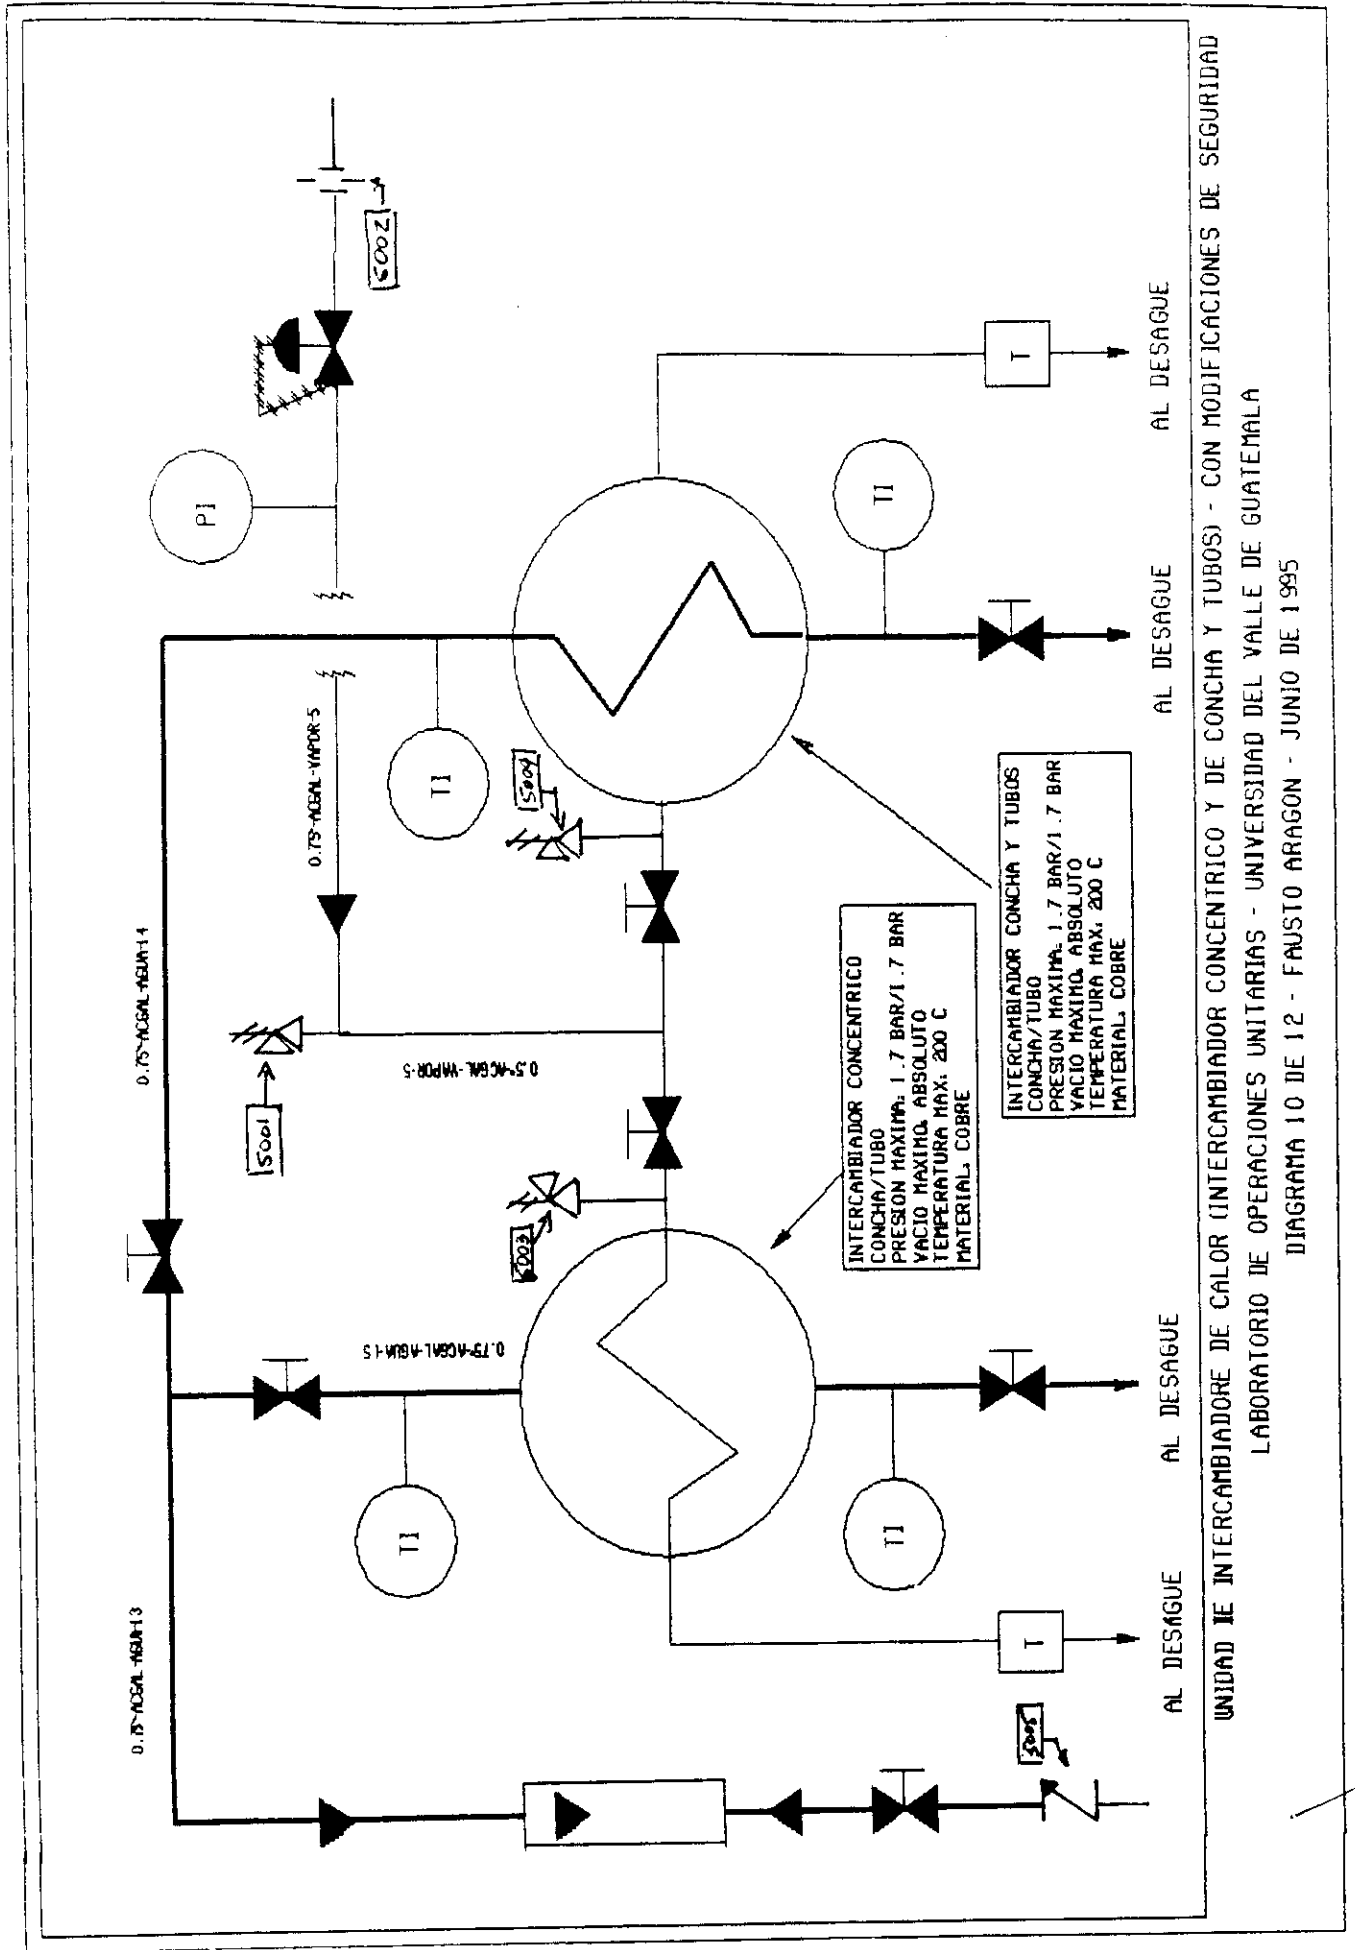 0.75"-ACGAL-AGUA-13
0.75"-ACGAL-AGUA-14
0.75"-ACGAL-AGUA-15
0.75"-ACGAL-VAPOR-5
0.5"-ACGAL-VAPOR-5
5001
5002
5003
5004
5005
PI
TI
TI
TI
TI
T
T
INTERCAMBIADOR CONCENTRICO
CONCHA/TUBO
PRESION MAXIMA: 1.7 BAR/1.7 BAR
VACIO MAXIMO: ABSOLUTO
TEMPERATURA MAX: 200 C
MATERIAL: COBRE
INTERCAMBIADOR CONCHA Y TUBOS
CONCHA/TUBO
PRESION MAXIMA: 1.7 BAR/1.7 BAR
VACIO MAXIMO: ABSOLUTO
TEMPERATURA MAX: 200 C
MATERIAL: COBRE
AL DESAGUE
AL DESAGUE
AL DESAGUE
AL DESAGUE
UNIDAD DE INTERCAMBIADORE DE CALOR (INTERCAMBIADOR CONCENTRICO Y DE CONCHA Y TUBOS) - CON MODIFICACIONES DE SEGURIDAD
LABORATORIO DE OPERACIONES UNITARIAS - UNIVERSIDAD DEL VALLE DE GUATEMALA
DIAGRAMA 10 DE 12 - FAUSTO ARAGON - JUNIO DE 1995